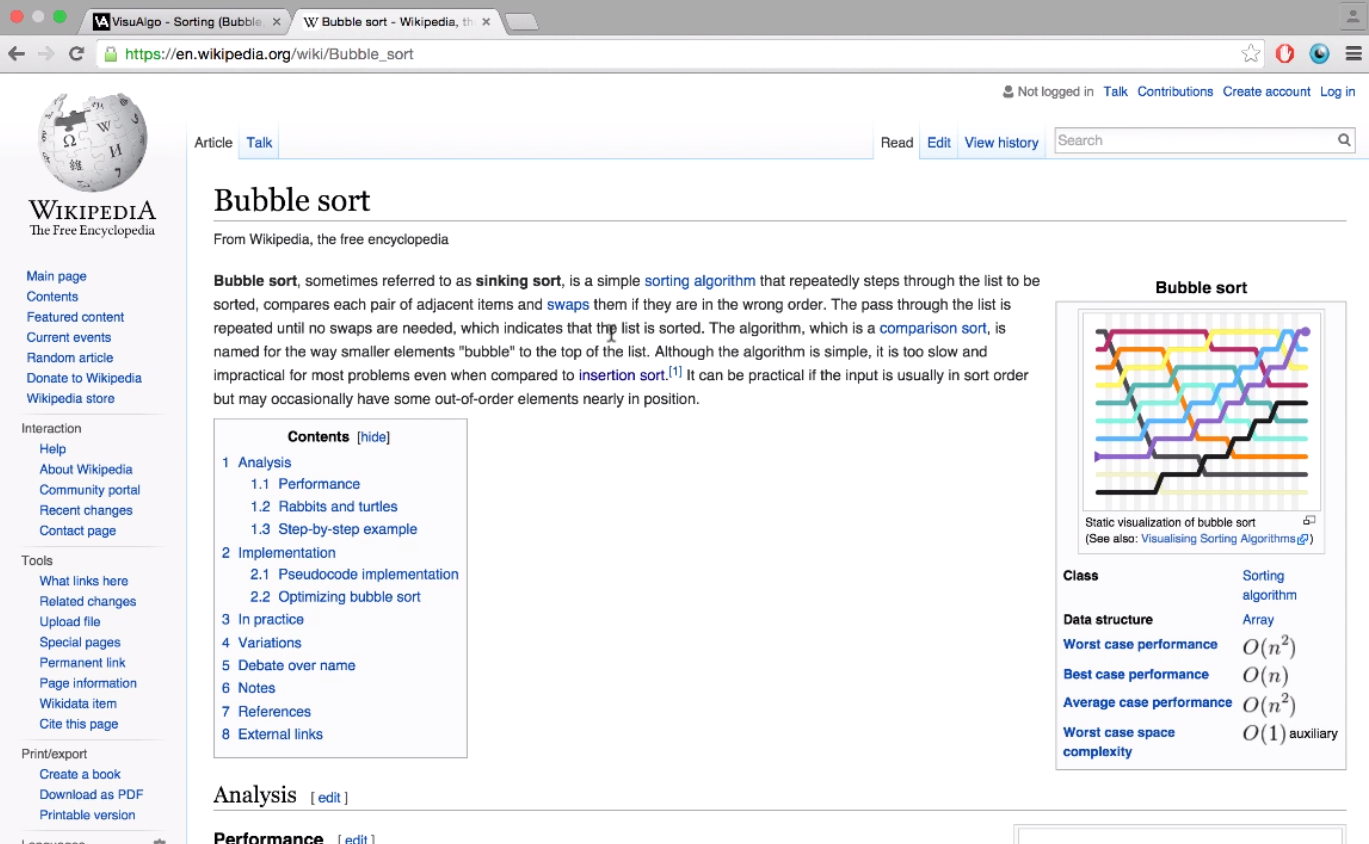 VisuAlgo - Sorting (Bubble
Bubble sort - Wikipedia, th
https://en.wikipedia.org/wiki/Bubble_sort
Not logged in Talk Contributions Create account Log in
Article Talk Read Edit View history Search
WIKIPEDIA
The Free Encyclopedia
Main page
Contents
Featured content
Current events
Random article
Donate to Wikipedia
Wikipedia store
Interaction
Help
About Wikipedia
Community portal
Recent changes
Contact page
Tools
What links here
Related changes
Upload file
Special pages
Permanent link
Page information
Wikidata item
Cite this page
Print/export
Create a book
Download as PDF
Printable version
Languages
Bubble sort
From Wikipedia, the free encyclopedia
Bubble sort, sometimes referred to as sinking sort, is a simple sorting algorithm that repeatedly steps through the list to be
sorted, compares each pair of adjacent items and swaps them if they are in the wrong order. The pass through the list is
repeated until no swaps are needed, which indicates that the list is sorted. The algorithm, which is a comparison sort, is
named for the way smaller elements "bubble" to the top of the list. Although the algorithm is simple, it is too slow and
impractical for most problems even when compared to insertion sort.[1] It can be practical if the input is usually in sort order
but may occasionally have some out-of-order elements nearly in position.
Contents [hide]
1 Analysis
1.1 Performance
1.2 Rabbits and turtles
1.3 Step-by-step example
2 Implementation
2.1 Pseudocode implementation
2.2 Optimizing bubble sort
3 In practice
4 Variations
5 Debate over name
6 Notes
7 References
8 External links
Bubble sort
Static visualization of bubble sort
(See also: Visualising Sorting Algorithms)
Class Sorting
algorithm
Data structure Array
Worst case performance O(n²)
Best case performance O(n)
Average case performance O(n²)
Worst case space
complexity O(1) auxiliary
Analysis [ edit ]
Performance [ edit ]